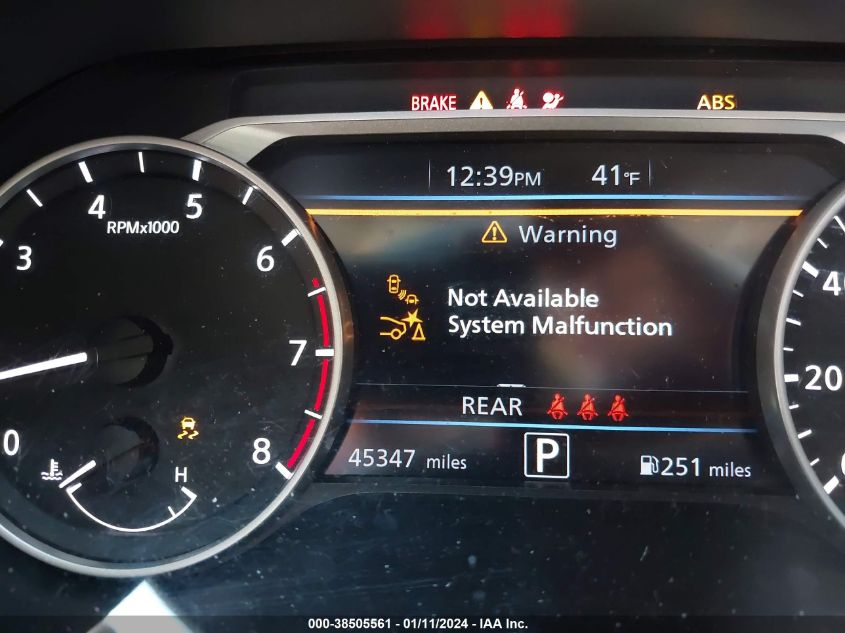 BRAKE ABS
12:39PM 41°F
Warning
Not Available
System Malfunction
REAR
45347 miles P 251 miles
3 4 5 6 7 8 0
RPMx1000
H
20
000-38505561 - 01/11/2024 - IAA Inc.